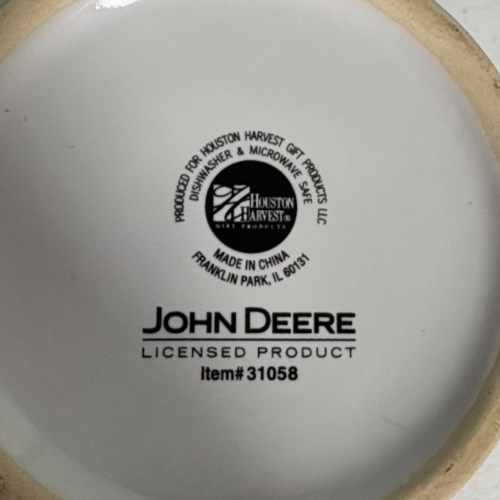 PRODUCED FOR HOUSTON HARVEST GIFT PRODUCTS LLC
DISHWASHER & MICROWAVE SAFE
HOUSTON
HARVEST®
GIFT PRODUCTS
MADE IN CHINA
FRANKLIN PARK, IL 60131
JOHN DEERE
LICENSED PRODUCT
Item# 31058